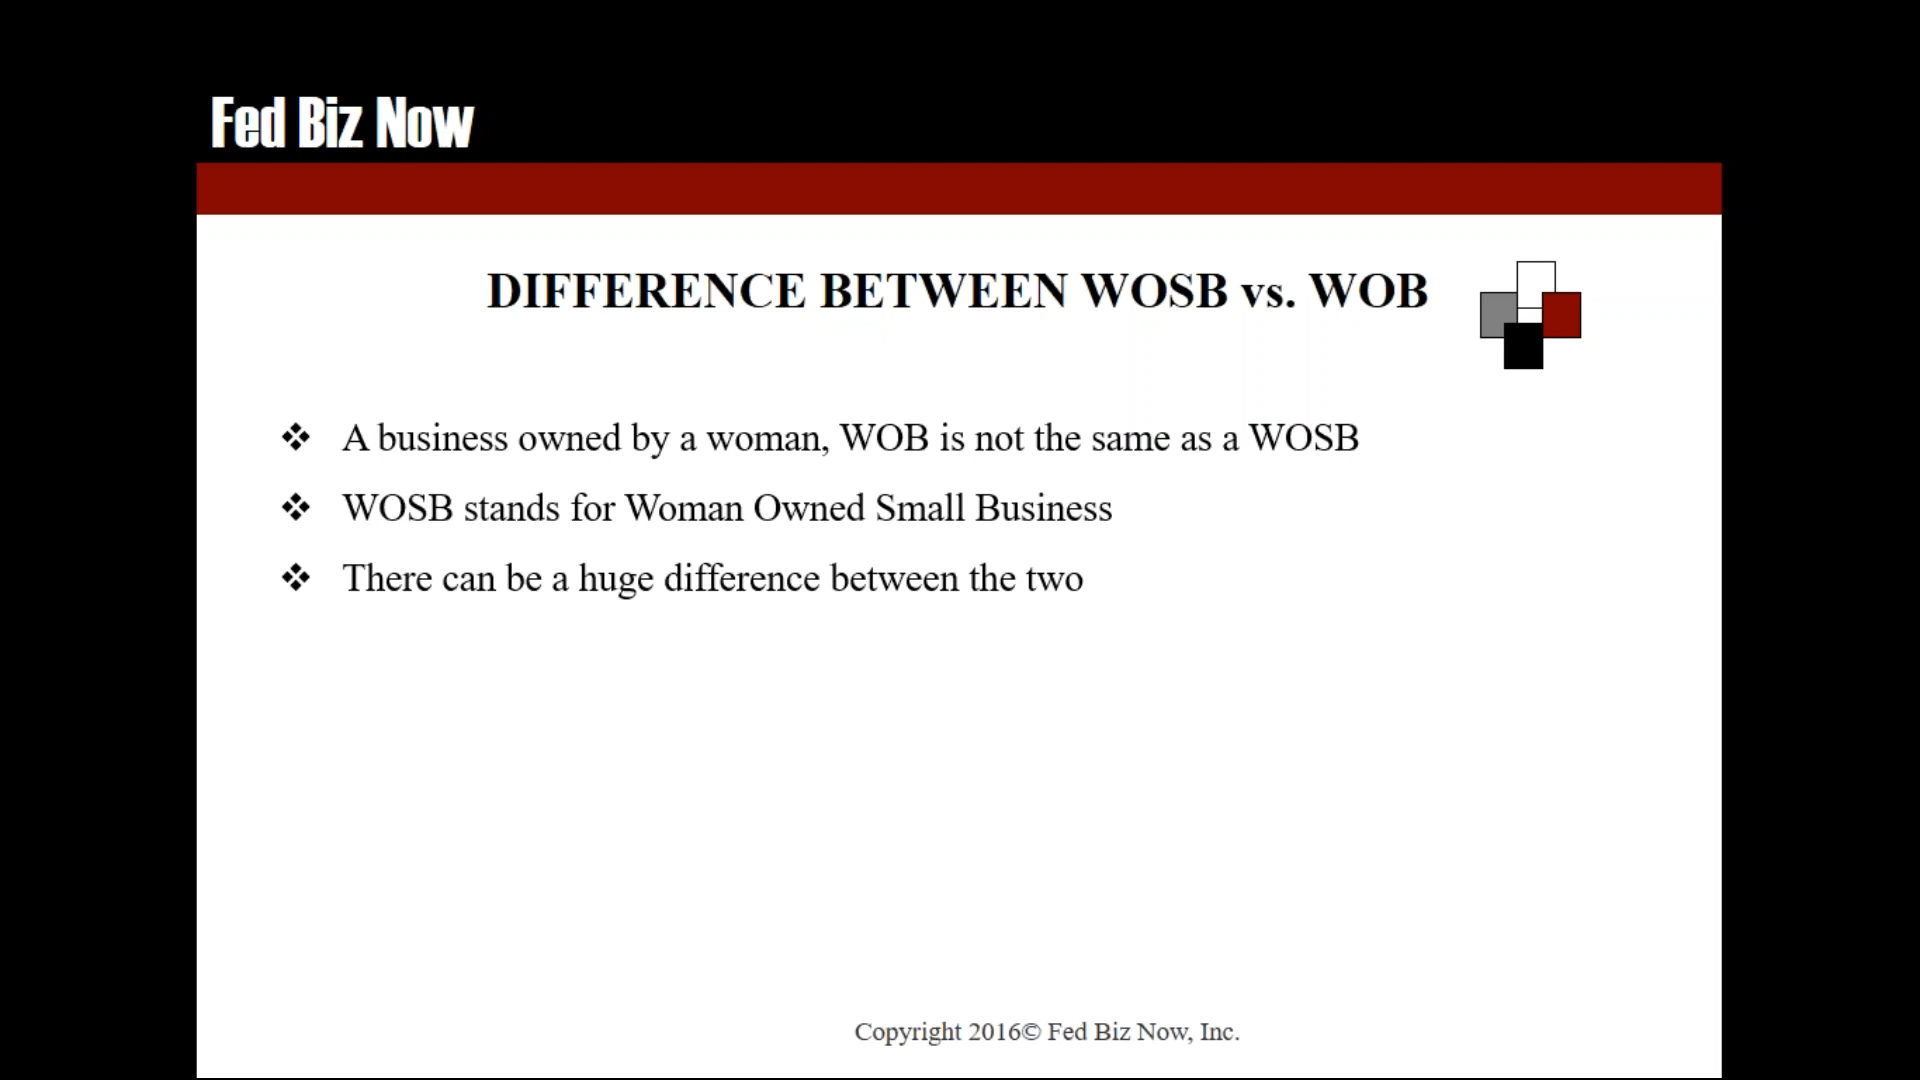 Fed Biz Now
DIFFERENCE BETWEEN WOSB vs. WOB
❖ A business owned by a woman, WOB is not the same as a WOSB
❖ WOSB stands for Woman Owned Small Business
❖ There can be a huge difference between the two
Copyright 2016© Fed Biz Now, Inc.